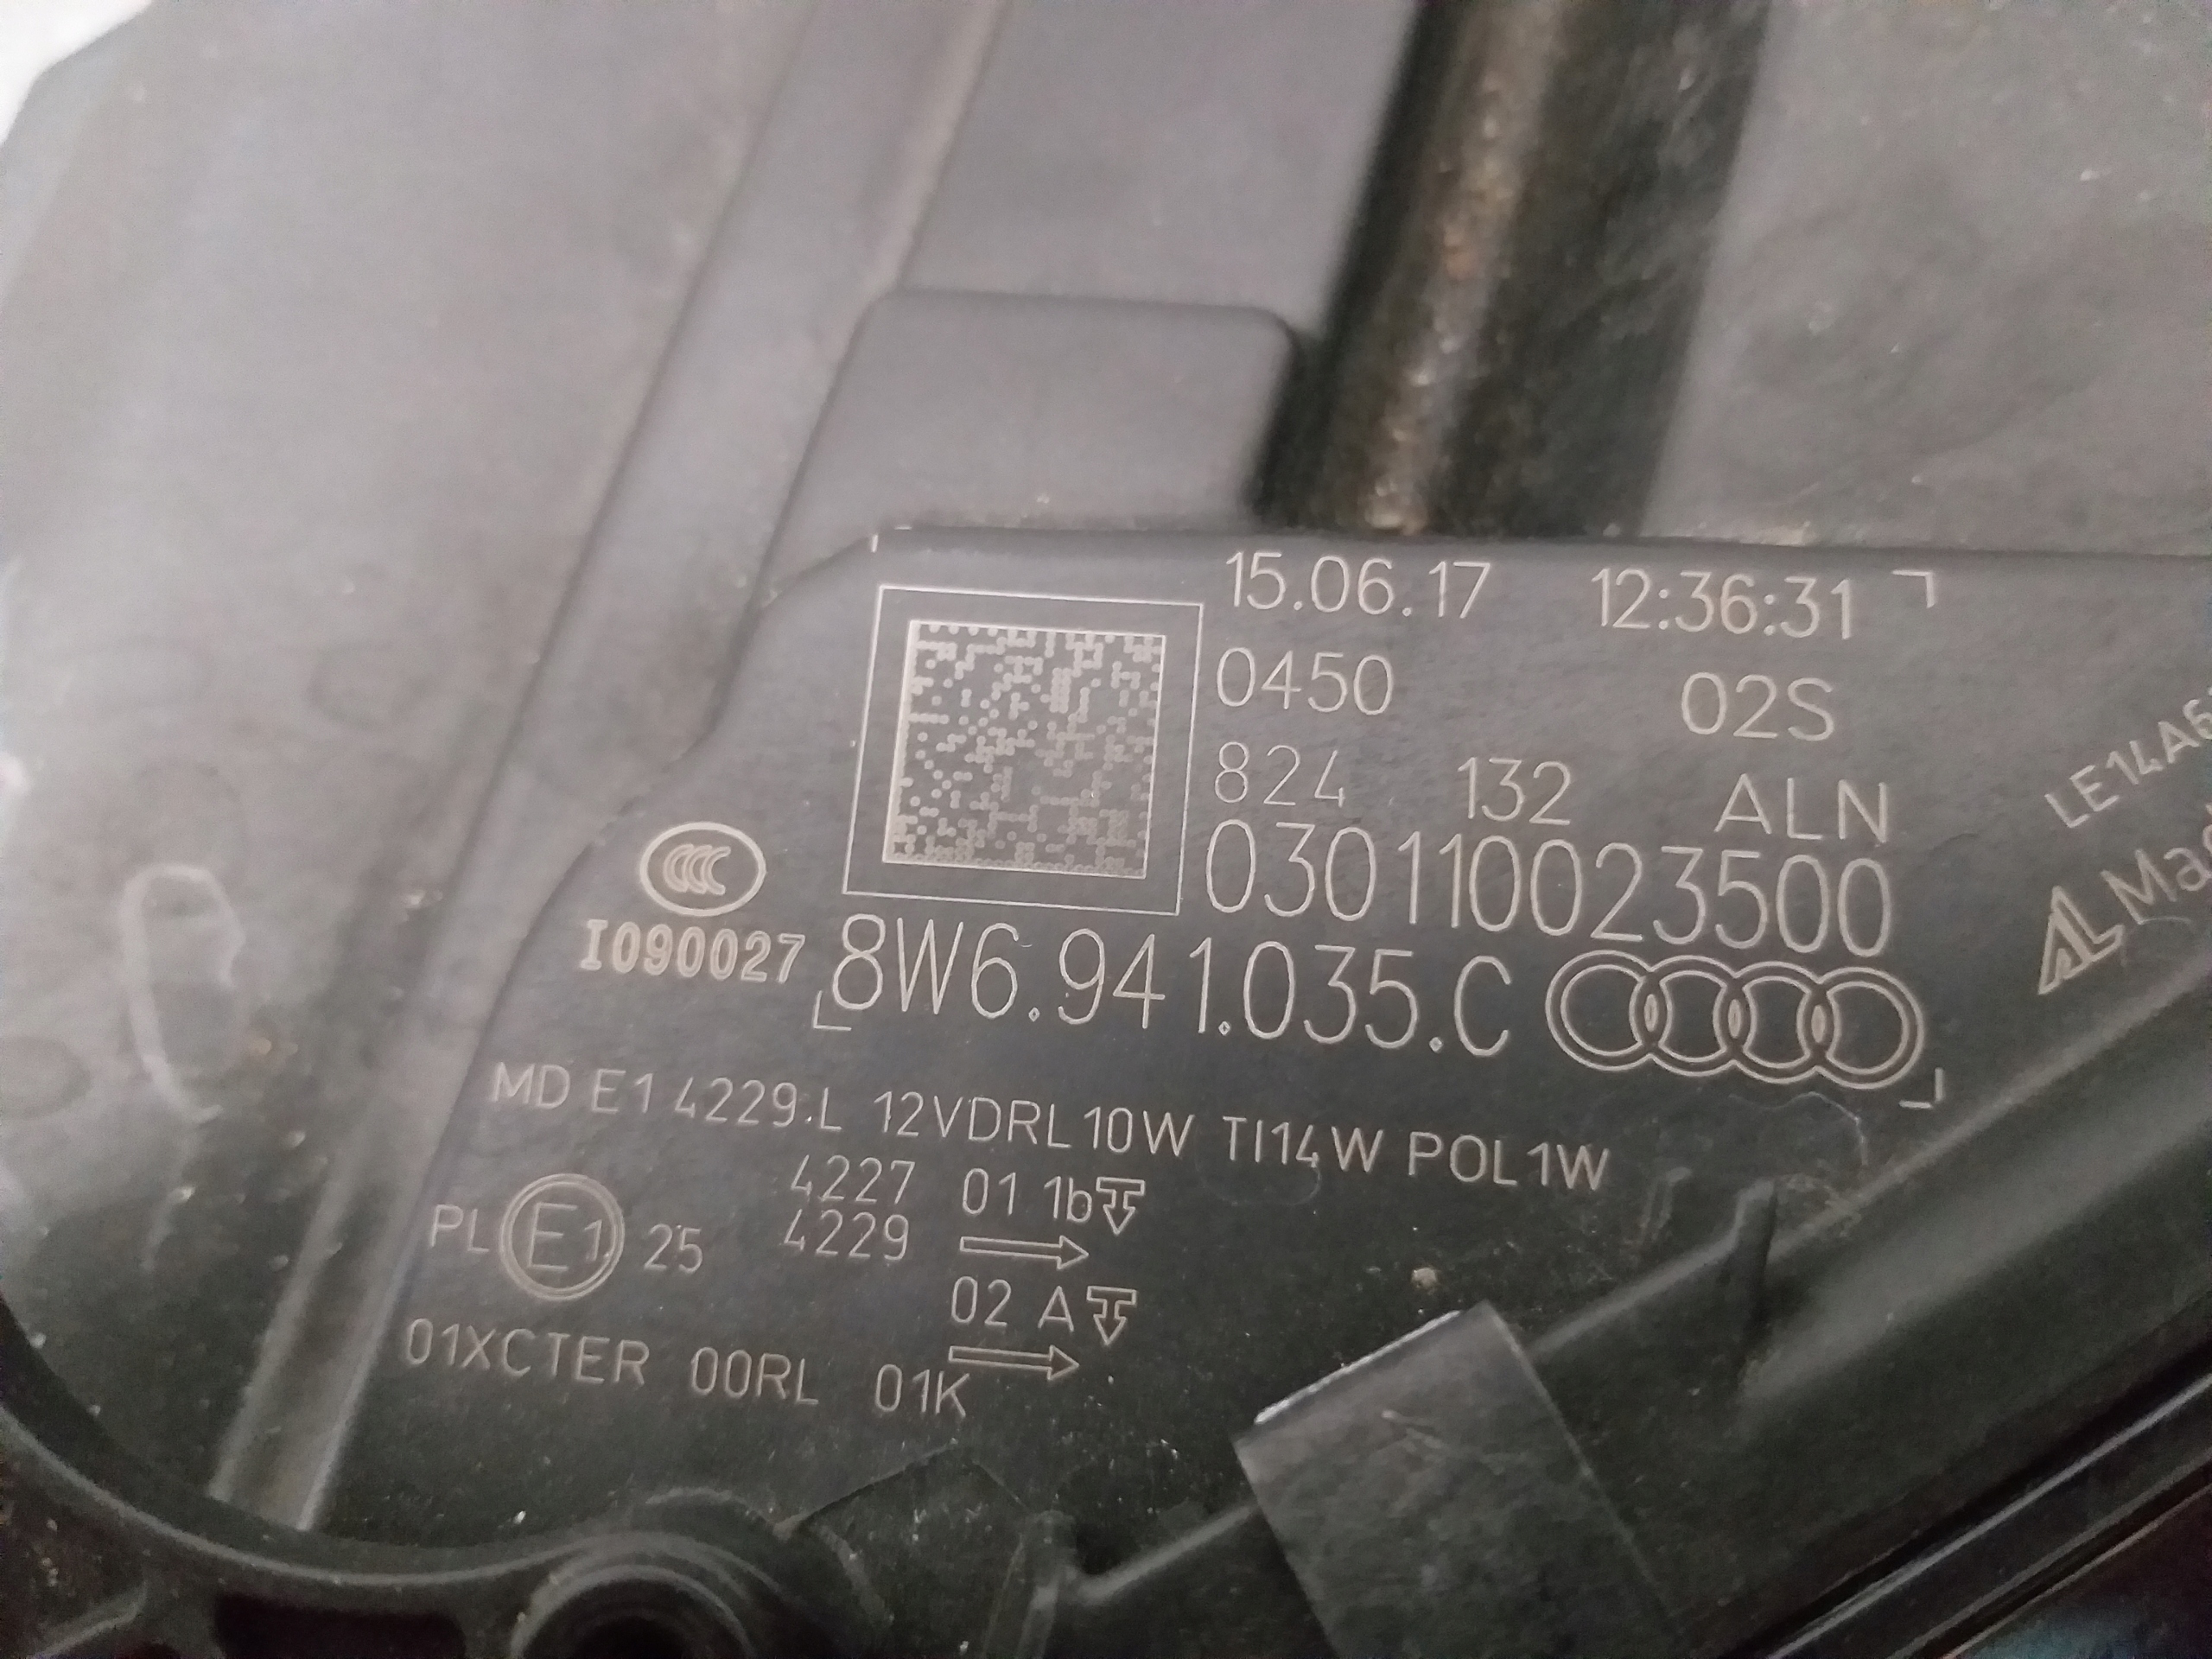 15.06.17 12:36:31
0450 02S
824 132 ALN
030110023500
CCC
I090027
8W6.941.035.C
MD E1 4229.L 12VDRL10W TI14W POL1W
4227 01 1b
PL E1 25 4229
02 A
01XCTER 00RL 01K